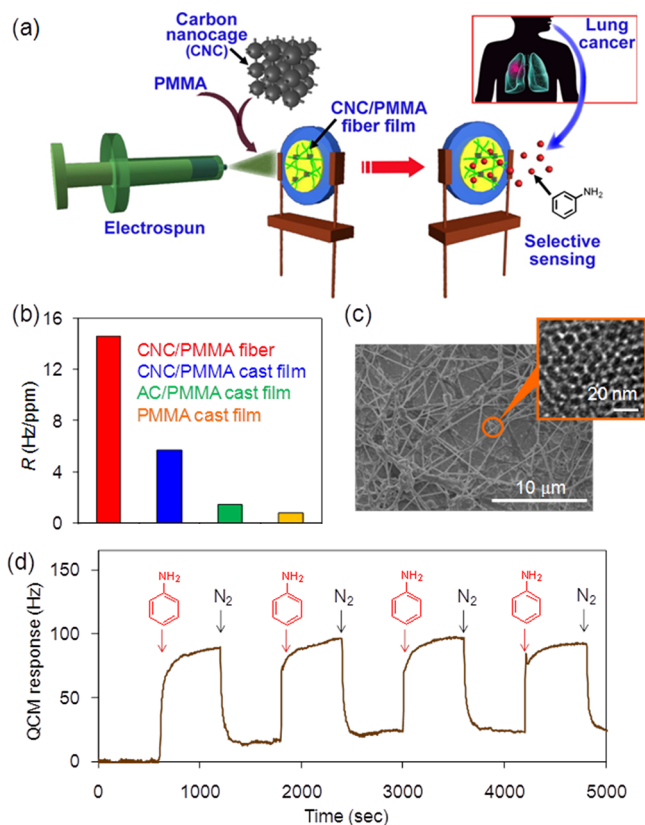 (a)
Carbon
nanocage
(CNC)
PMMA
CNC/PMMA
fiber film
Lung
cancer
NH2
Electrospun
Selective
sensing
(b)
16
12
8
4
0
R (Hz/ppm)
CNC/PMMA fiber
CNC/PMMA cast film
AC/PMMA cast film
PMMA cast film
(c)
20 nm
10 μm
(d)
150
100
50
0
QCM response (Hz)
NH2
N2
NH2
N2
NH2
N2
NH2
N2
0
1000
2000
3000
4000
5000
Time (sec)